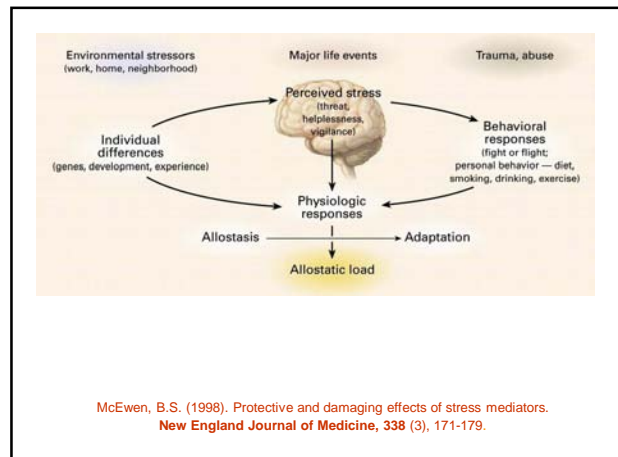 Environmental stressors
(work, home, neighborhood)
Major life events
Trauma, abuse
Perceived stress
(threat,
helplessness,
vigilance)
Individual
differences
(genes, development, experience)
Behavioral
responses
(fight or flight;
personal behavior — diet,
smoking, drinking, exercise)
Physiologic
responses
Allostasis
Adaptation
Allostatic load
McEwen, B.S. (1998). Protective and damaging effects of stress mediators.
New England Journal of Medicine, 338 (3), 171-179.